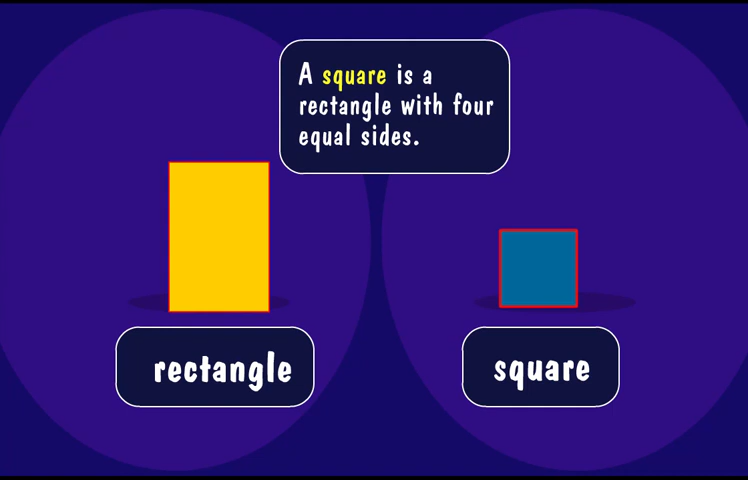 A square is a
rectangle with four
equal sides.
rectangle
square